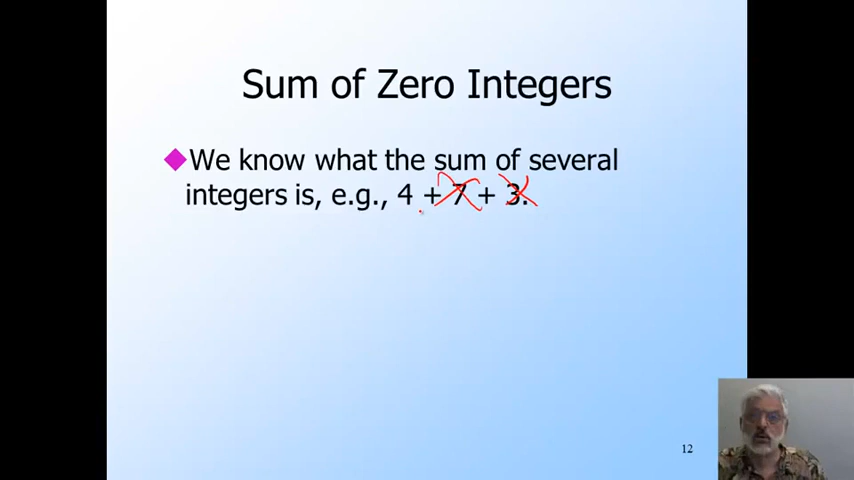 Sum of Zero Integers
We know what the sum of several
integers is, e.g., 4 + 7 + 3.
12